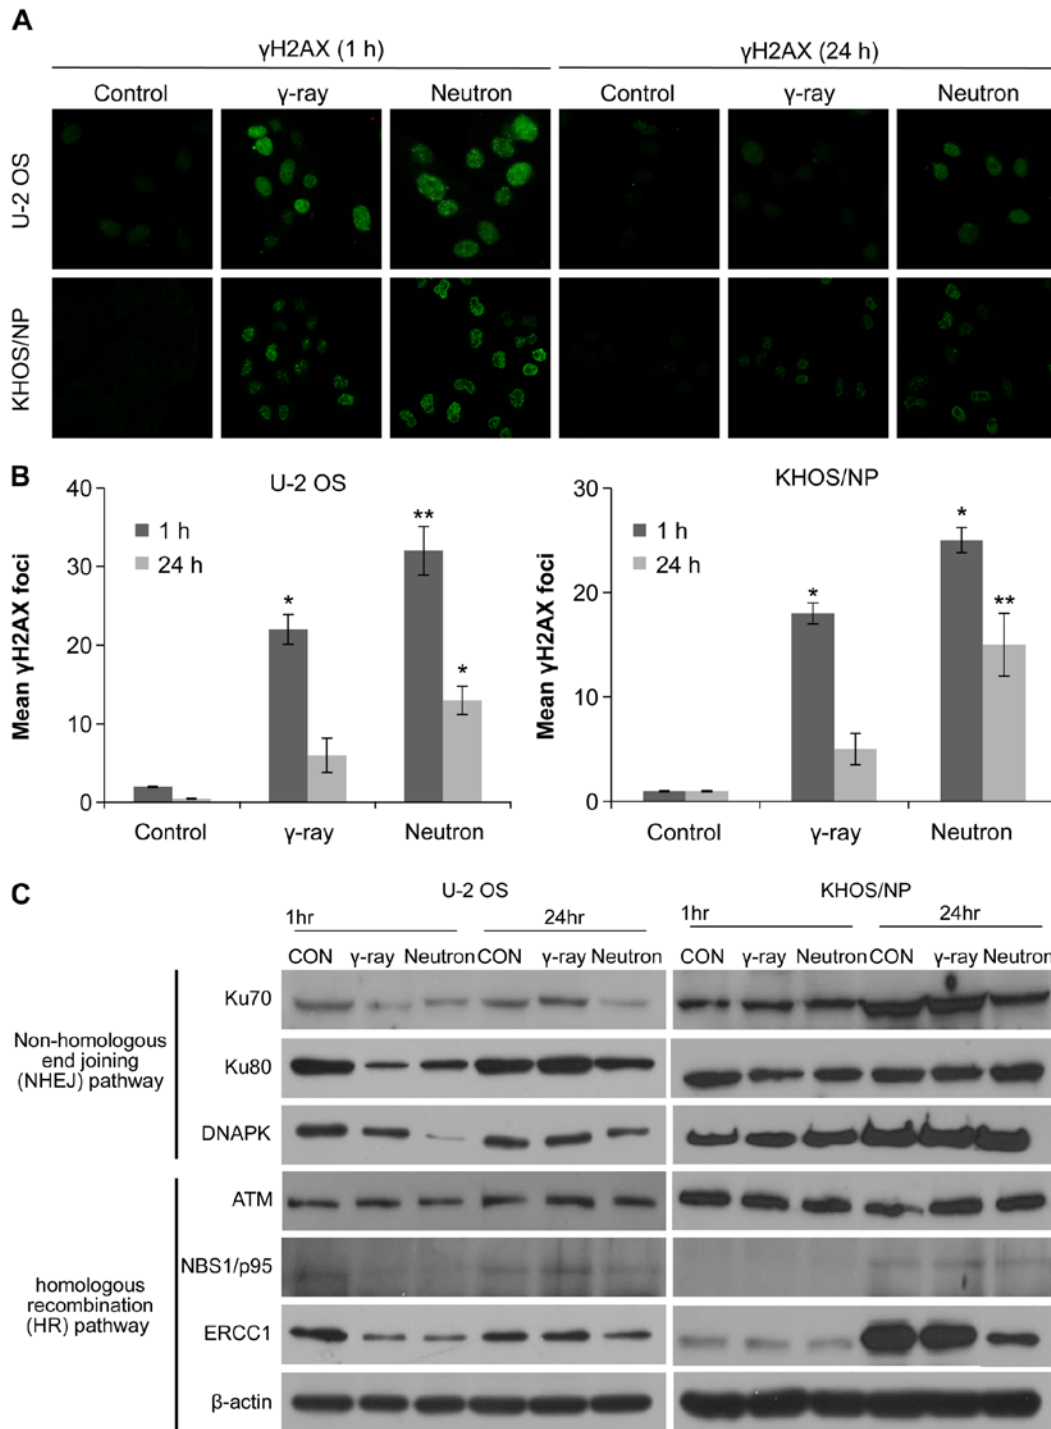 A
γH2AX (1 h)
γH2AX (24 h)
Control
γ-ray
Neutron
Control
γ-ray
Neutron
U-2 OS
KHOS/NP
B
U-2 OS
Mean γH2AX foci
40
30
20
10
0
1 h
24 h
*
**
*
Control
γ-ray
Neutron
KHOS/NP
Mean γH2AX foci
30
20
10
0
1 h
24 h
*
*
**
Control
γ-ray
Neutron
C
U-2 OS
KHOS/NP
1hr
24hr
1hr
24hr
CON γ-ray Neutron CON γ-ray Neutron
CON γ-ray Neutron CON γ-ray Neutron
Non-homologous
end joining
(NHEJ) pathway
Ku70
Ku80
DNAPK
homologous
recombination
(HR) pathway
ATM
NBS1/p95
ERCC1
β-actin